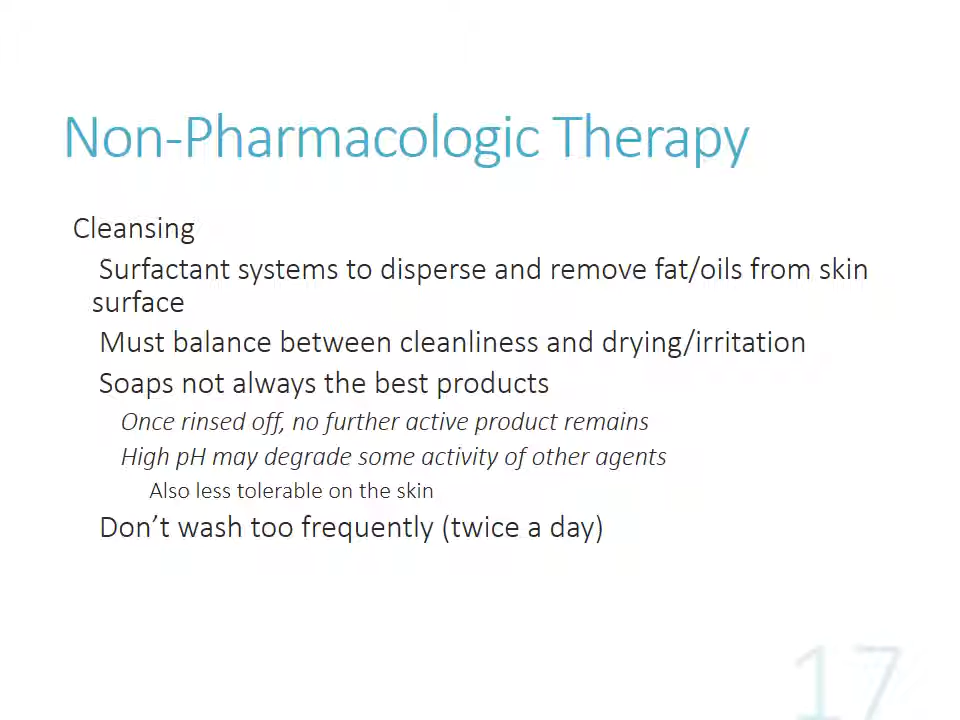 Non-Pharmacologic Therapy
Cleansing
Surfactant systems to disperse and remove fat/oils from skin
surface
Must balance between cleanliness and drying/irritation
Soaps not always the best products
Once rinsed off, no further active product remains
High pH may degrade some activity of other agents
Also less tolerable on the skin
Don’t wash too frequently (twice a day)
17